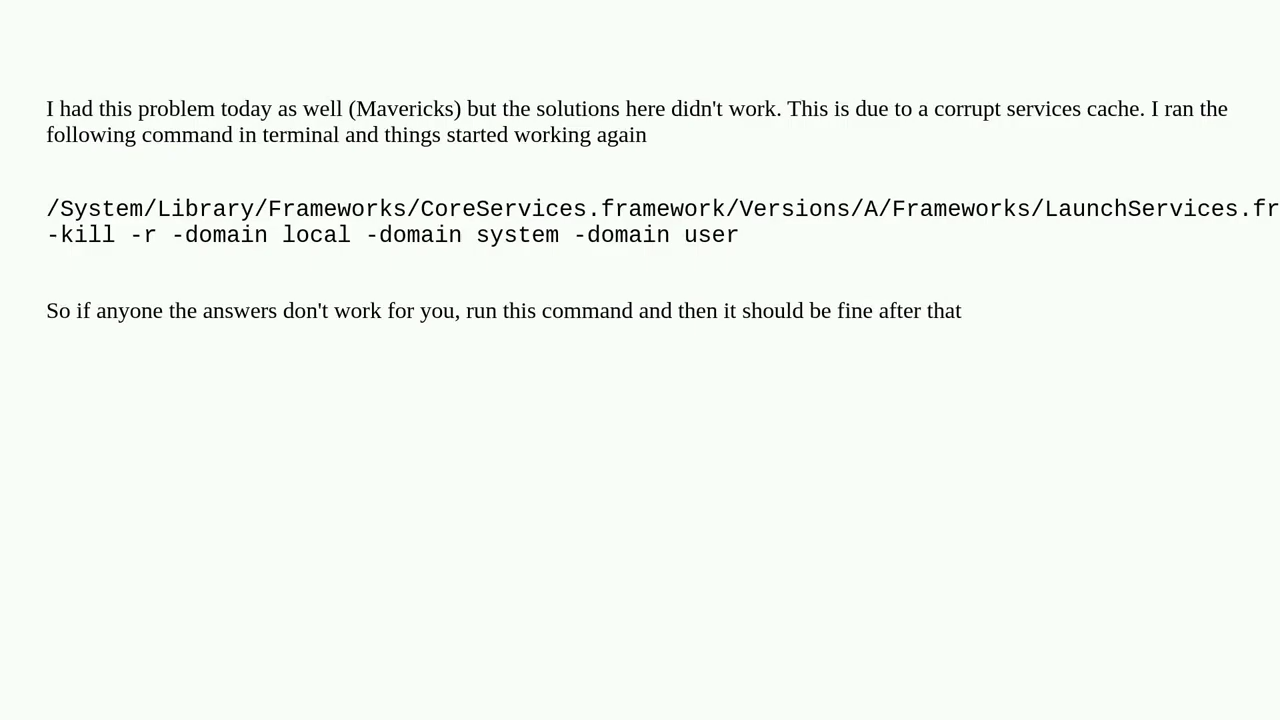 I had this problem today as well (Mavericks) but the solutions here didn't work. This is due to a corrupt services cache. I ran the
following command in terminal and things started working again
/System/Library/Frameworks/CoreServices.framework/Versions/A/Frameworks/LaunchServices.fr
-kill -r -domain local -domain system -domain user
So if anyone the answers don't work for you, run this command and then it should be fine after that